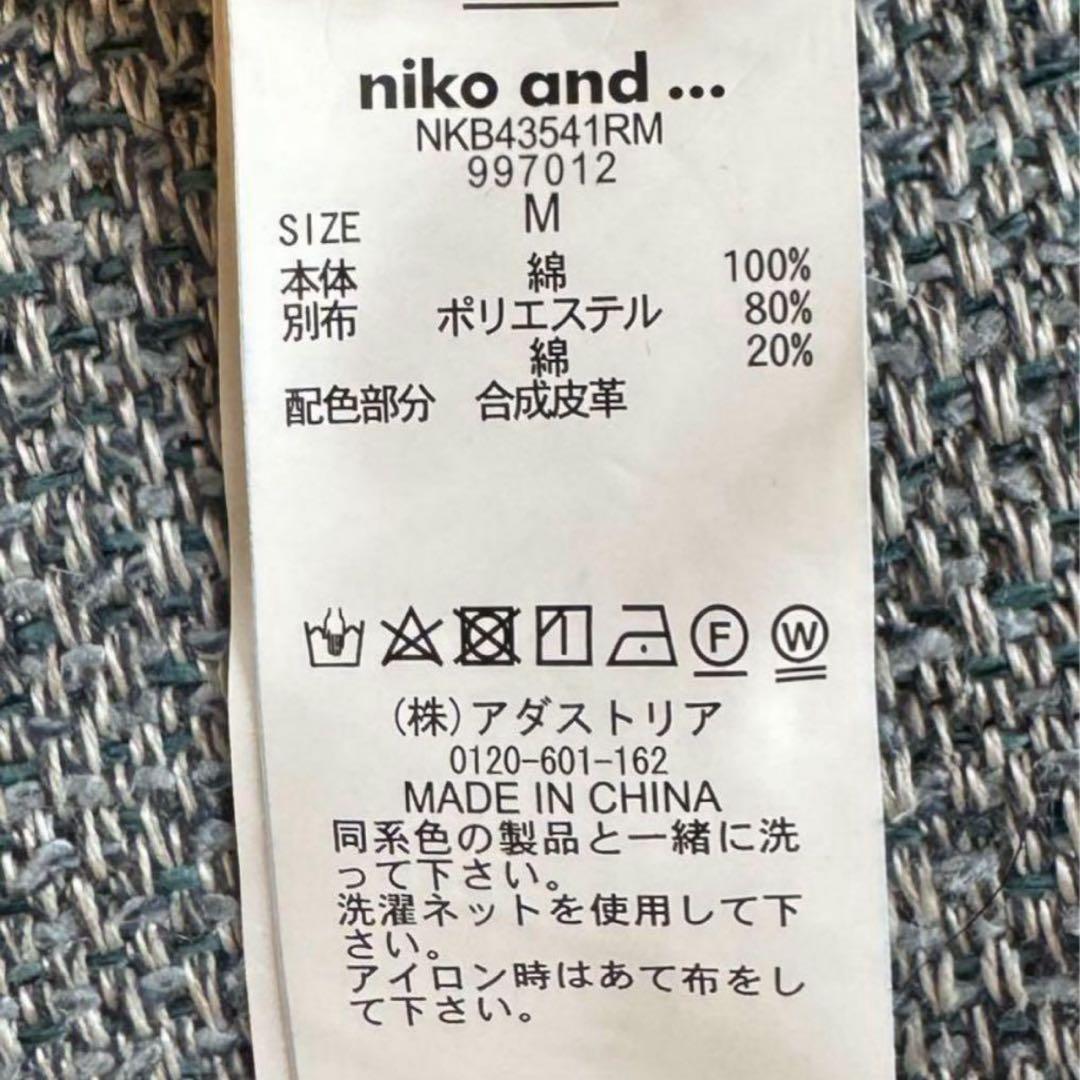 niko and ...
NKB43541RM
997012
SIZE M
本体 綿 100%
別布 ポリエステル 80%
綿 20%
配色部分 合成皮革
F W
(株)アダストリア
0120-601-162
MADE IN CHINA
同系色の製品と一緒に洗
って下さい。
洗濯ネットを使用して下
さい。
アイロン時はあて布をし
て下さい。